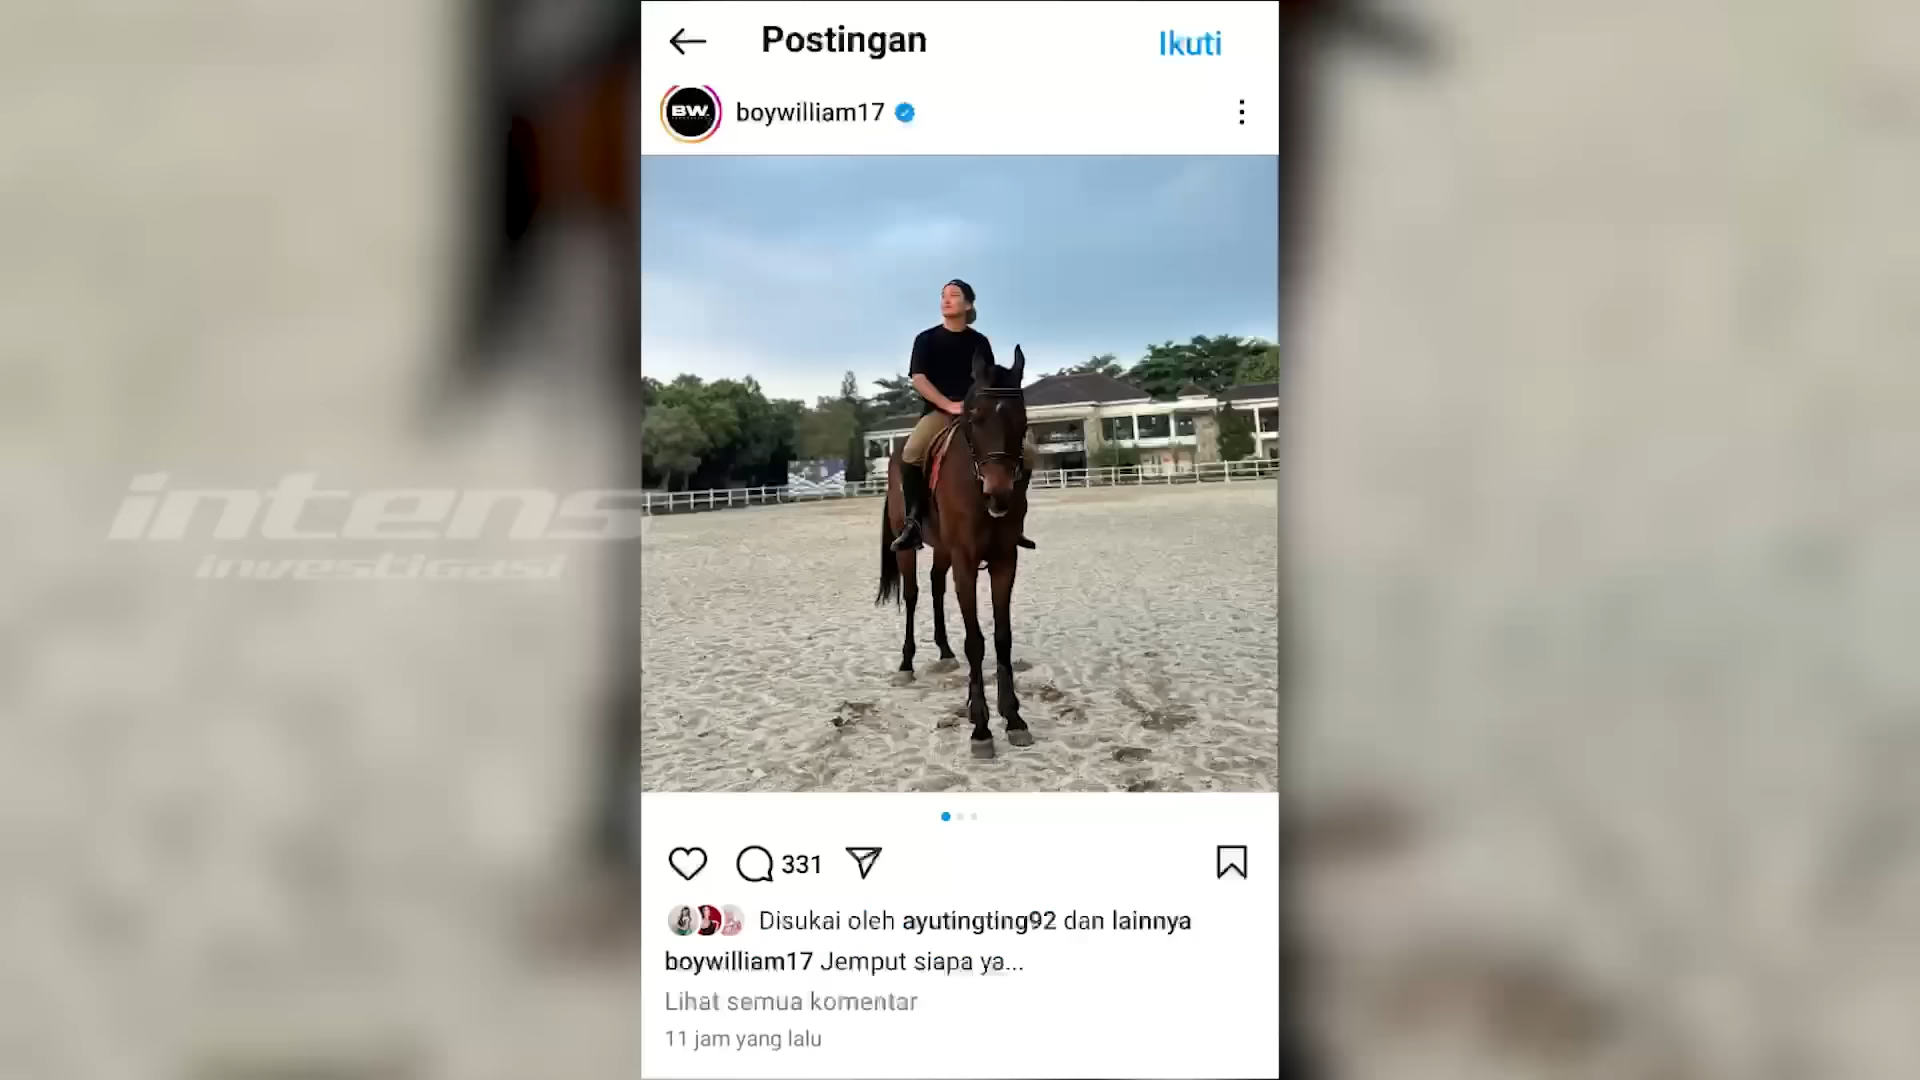 Postingan
Ikuti
BW.
boywilliam17
intens
investigasi
331
Disukai oleh ayutingting92 dan lainnya
boywilliam17 Jemput siapa ya...
Lihat semua komentar
11 jam yang lalu